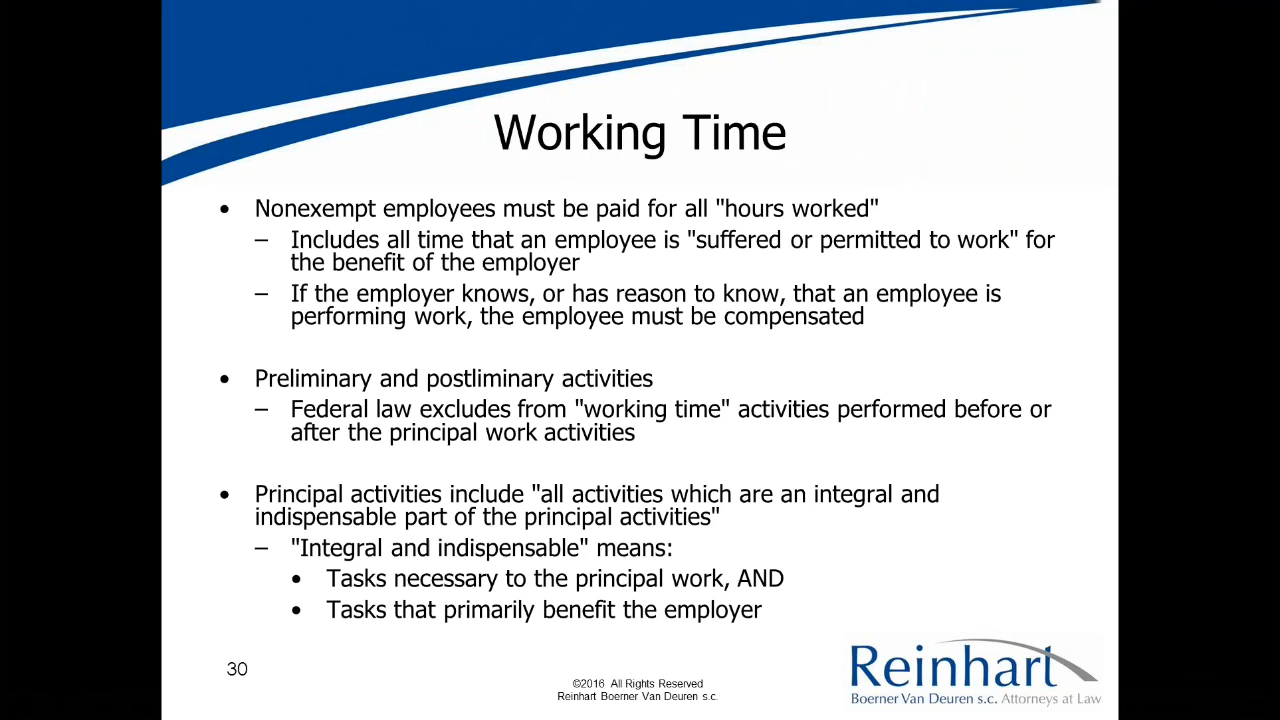 Working Time
• Nonexempt employees must be paid for all "hours worked"
– Includes all time that an employee is "suffered or permitted to work" for
the benefit of the employer
– If the employer knows, or has reason to know, that an employee is
performing work, the employee must be compensated
• Preliminary and postliminary activities
– Federal law excludes from "working time" activities performed before or
after the principal work activities
• Principal activities include "all activities which are an integral and
indispensable part of the principal activities"
– "Integral and indispensable" means:
• Tasks necessary to the principal work, AND
• Tasks that primarily benefit the employer
30
©2016 All Rights Reserved
Reinhart Boerner Van Deuren s.c.
Reinhart
Boerner Van Deuren s.c. Attorneys at Law